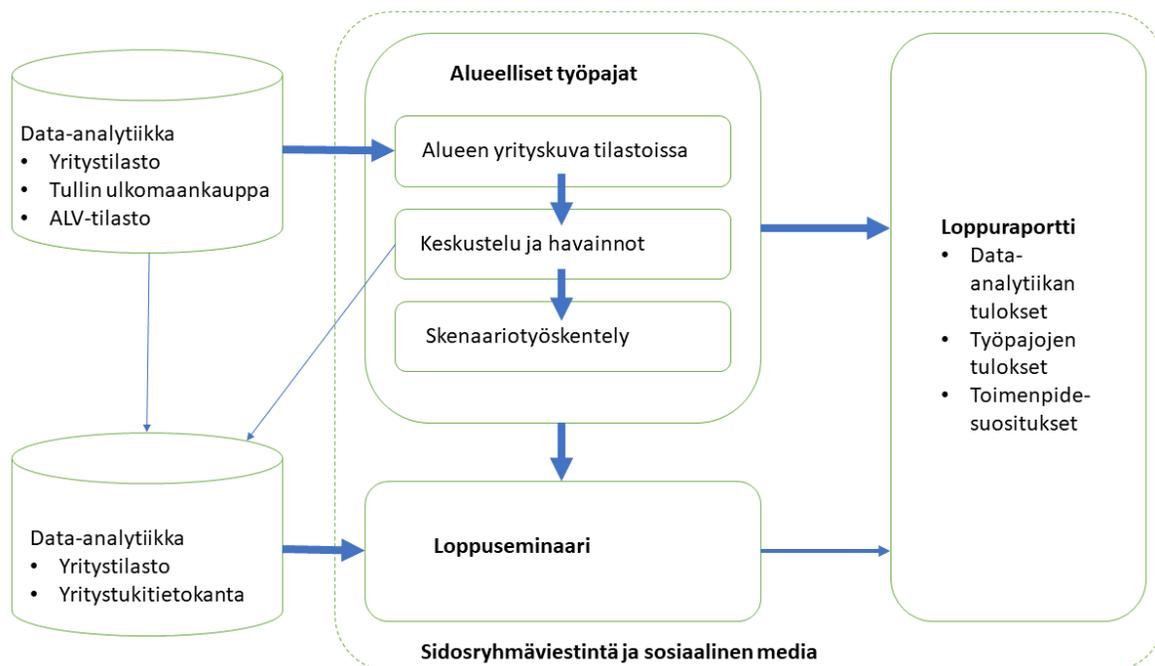 Data-analytiikka
• Yritystilasto
• Tullin ulkomaankauppa
• ALV-tilasto
Alueelliset työpajat
Alueen yrityskuva tilastoissa
Keskustelu ja havainnot
Skenaariotyöskentely
Loppuraportti
• Data-
analytiikan
tulokset
• Työpajojen
tulokset
• Toimenpide-
suositukset
Data-analytiikka
• Yritystilasto
• Yritystukitietokanta
Loppuseminaari
Sidosryhmäviestintä ja sosiaalinen media